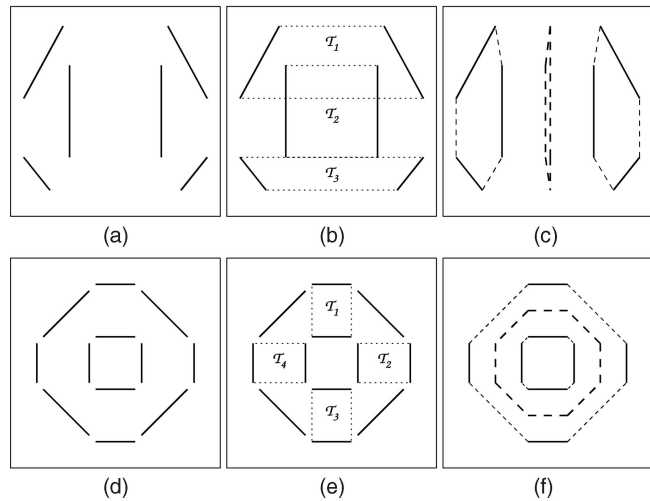 𝒯₁
𝒯₂
𝒯₃
(a)
(b)
(c)
𝒯₁
𝒯₄
𝒯₂
𝒯₃
(d)
(e)
(f)